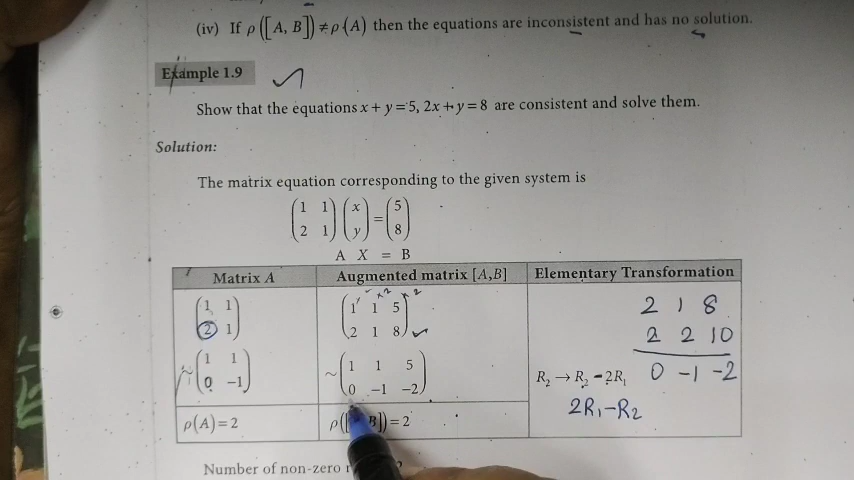 (iv) If ρ([A, B]) ≠ ρ(A) then the equations are inconsistent and has no solution.
Example 1.9
Show that the equations x + y = 5, 2x + y = 8 are consistent and solve them.
Solution:
The matrix equation corresponding to the given system is
(1 1) (x) = (5)
(2 1) (y) (8)
A X = B
Matrix A Augmented matrix [A,B] Elementary Transformation
(1 1) (1 1 5) 2 1 8
(2 1) (2 1 8) 2 2 10
~ (1 1) ~ (1 1 5)
(0 -1) (0 -1 -2) R₂ → R₂ - 2R₁ 0 -1 -2
2R₁-R₂
ρ(A) = 2 ρ([ B]) = 2
Number of non-zero